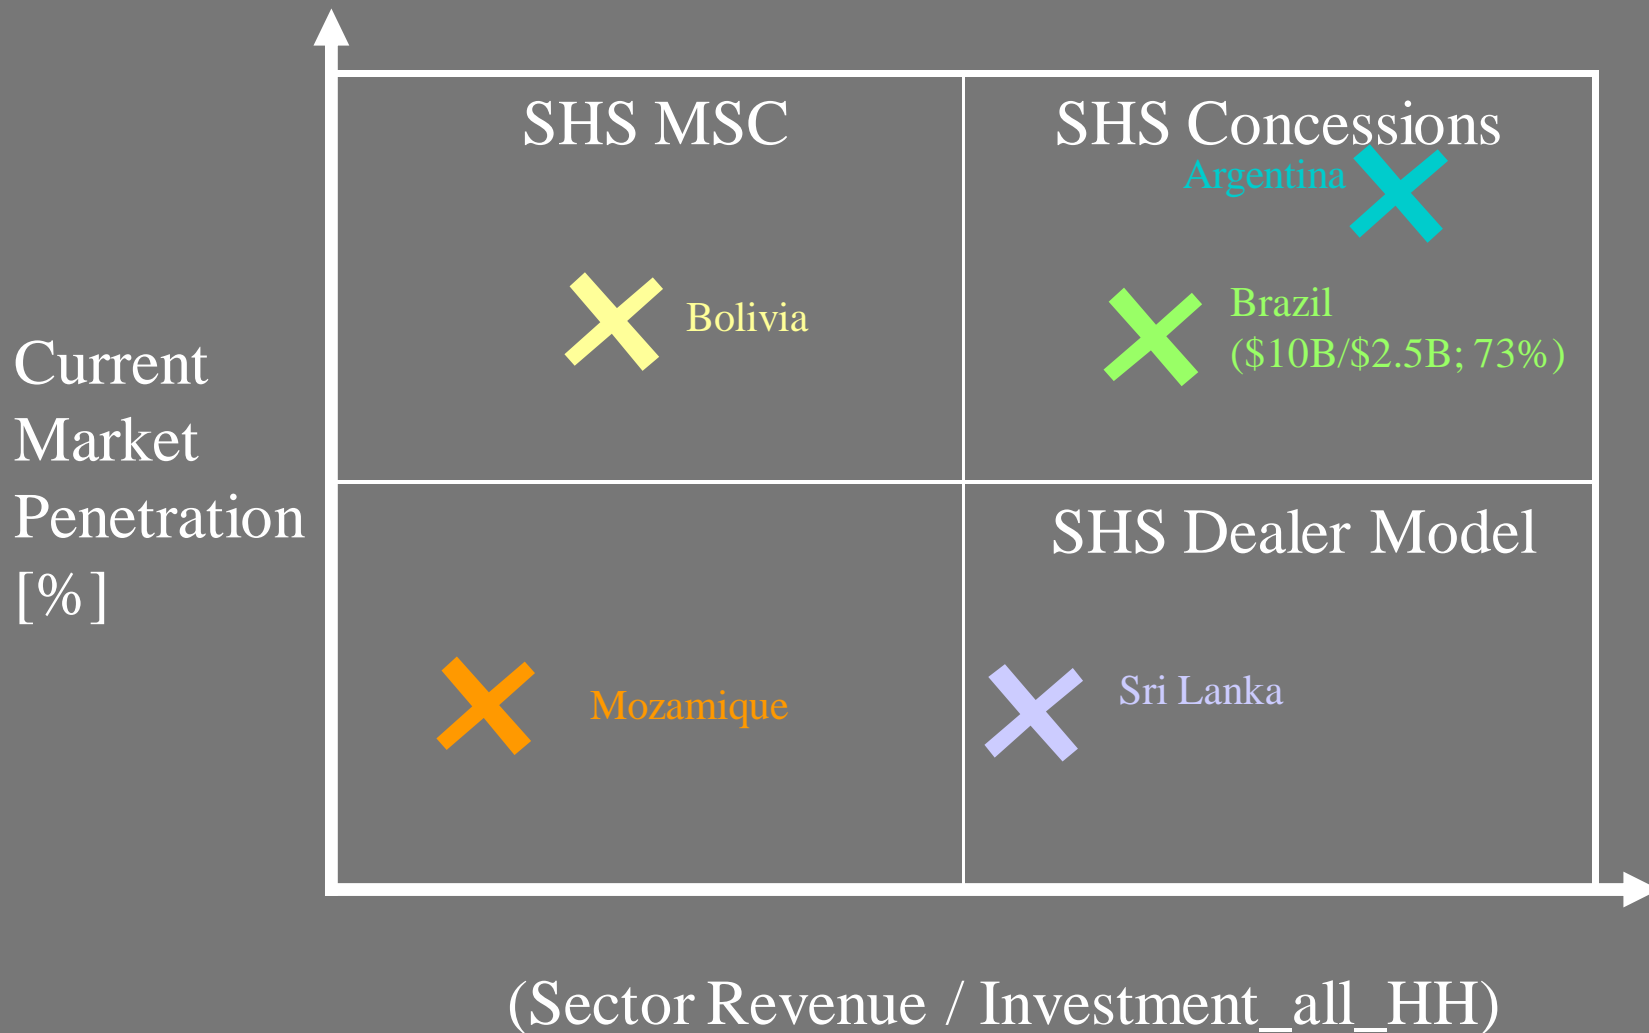 SHS MSC
SHS Concessions
Argentina
Bolivia
Brazil
($10B/$2.5B; 73%)
Current
Market
Penetration
[%]
SHS Dealer Model
Mozamique
Sri Lanka
(Sector Revenue / Investment_all_HH)